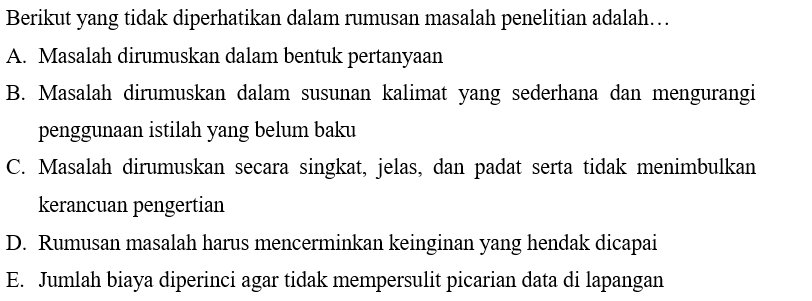 Berikut yang tidak diperhatikan dalam rumusan masalah penelitian adalah…
A. Masalah dirumuskan dalam bentuk pertanyaan
B. Masalah dirumuskan dalam susunan kalimat yang sederhana dan mengurangi
penggunaan istilah yang belum baku
C. Masalah dirumuskan secara singkat, jelas, dan padat serta tidak menimbulkan
kerancuan pengertian
D. Rumusan masalah harus mencerminkan keinginan yang hendak dicapai
E. Jumlah biaya diperinci agar tidak mempersulit picarian data di lapangan